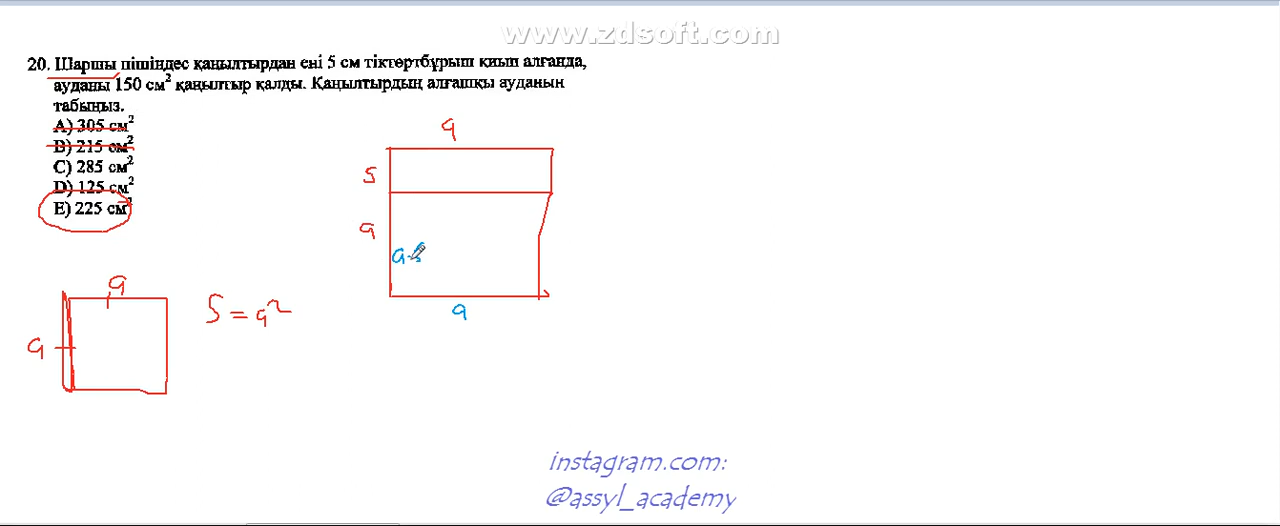 www.zdsoft.com
20. Шаршы пішіндес қаңылтырдан ені 5 см тіктөртбұрыш қиып алғанда,
ауданы 150 см² қаңылтыр қалды. Қаңылтырдың алғашқы ауданын
табыңыз.
A) 305 см²
B) 215 см²
C) 285 см²
D) 125 см²
E) 225 см²
a
5
a
a-5
a
a
a
S = a²
instagram.com:
@assyl_academy